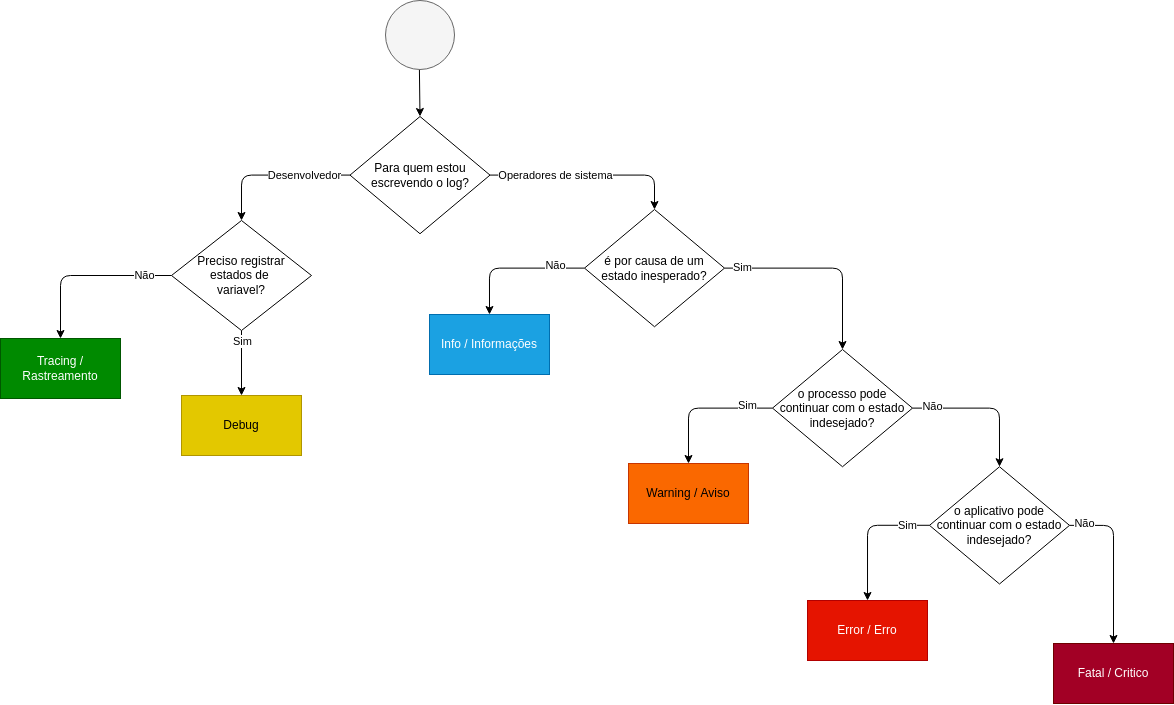 Para quem estou
escrevendo o log?
Desenvolvedor
Operadores de sistema
Preciso registrar
estados de
variavel?
Não
Sim
é por causa de um
estado inesperado?
Não
Sim
Tracing /
Rastreamento
Debug
Info / Informações
o processo pode
continuar com o estado
indesejado?
Sim
Não
Warning / Aviso
o aplicativo pode
continuar com o estado
indesejado?
Sim
Não
Error / Erro
Fatal / Critico